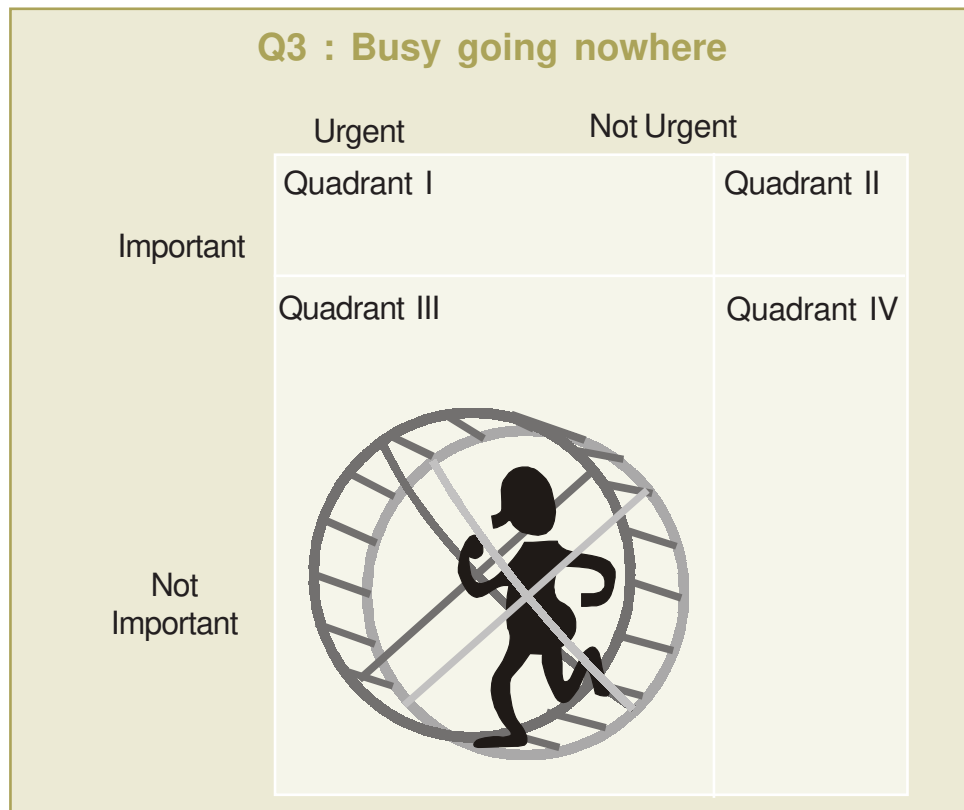 Q3 : Busy going nowhere
Urgent Not Urgent
Quadrant I Quadrant II
Important
Quadrant III Quadrant IV
Not
Important